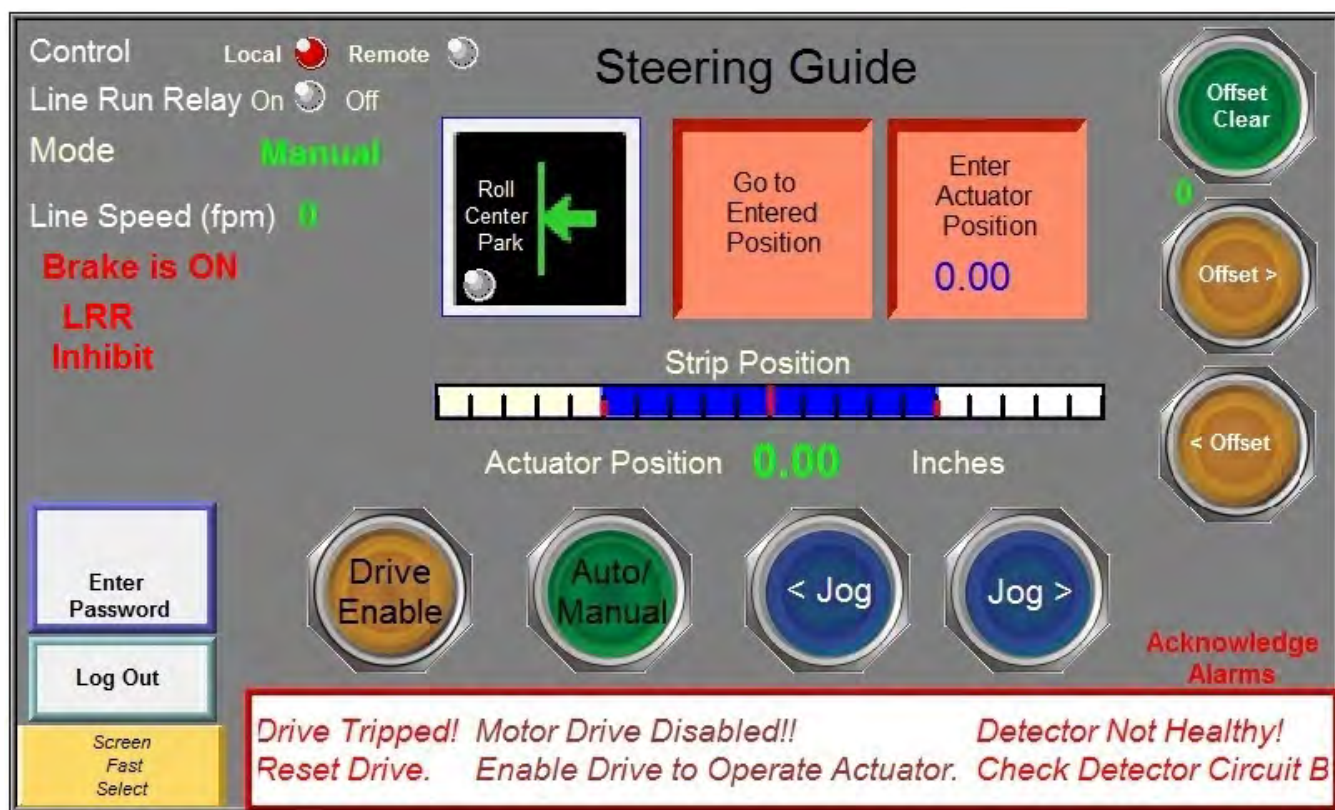 Control Local Remote
Line Run Relay On Off
Mode Manual
Line Speed (fpm) 0
Brake is ON
LRR
Inhibit
Steering Guide
Roll
Center
Park
Go to
Entered
Position
Enter
Actuator
Position
0.00
Offset
Clear
0
Offset >
< Offset
Strip Position
Actuator Position 0.00 Inches
Drive
Enable
Auto/
Manual
< Jog
Jog >
Enter
Password
Log Out
Screen
Fast
Select
Acknowledge
Alarms
Drive Tripped! Motor Drive Disabled!! Detector Not Healthy!
Reset Drive. Enable Drive to Operate Actuator. Check Detector Circuit B